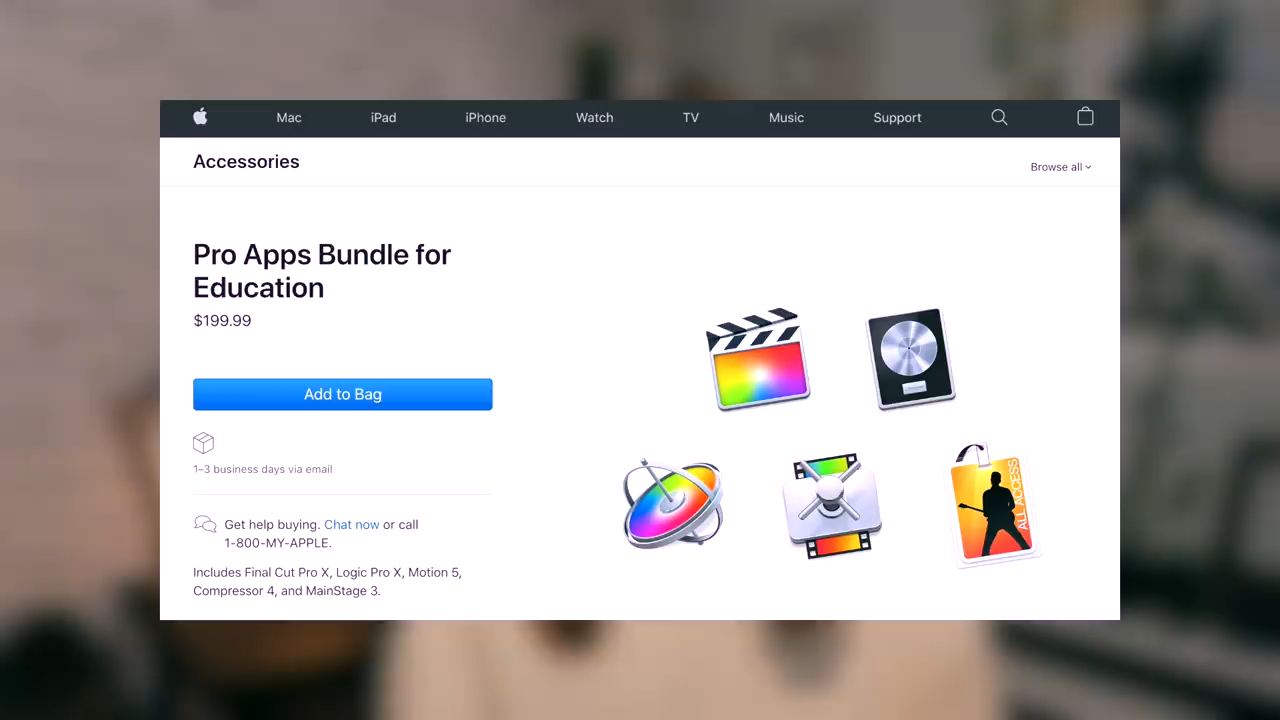 Mac iPad iPhone Watch TV Music Support
Accessories
Browse all
Pro Apps Bundle for
Education
$199.99
Add to Bag
1–3 business days via email
Get help buying. Chat now or call
1-800-MY-APPLE.
Includes Final Cut Pro X, Logic Pro X, Motion 5,
Compressor 4, and MainStage 3.
ALL ACCESS